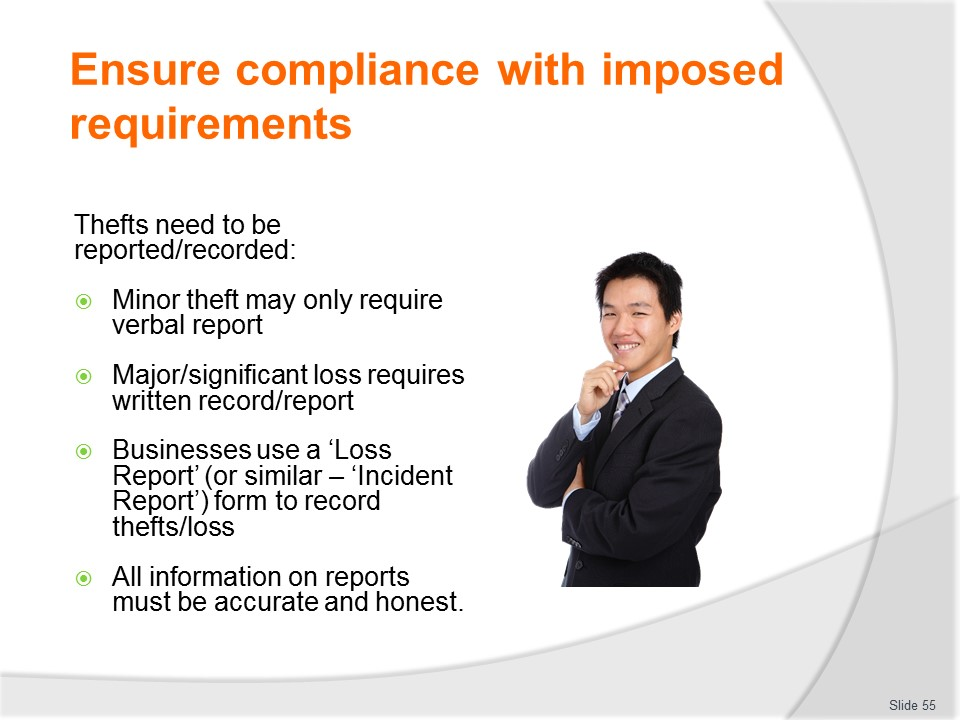 Ensure compliance with imposed
requirements
Thefts need to be
reported/recorded:
Minor theft may only require
verbal report
Major/significant loss requires
written record/report
Businesses use a ‘Loss
Report’ (or similar – ‘Incident
Report’) form to record
thefts/loss
All information on reports
must be accurate and honest.
Slide 55